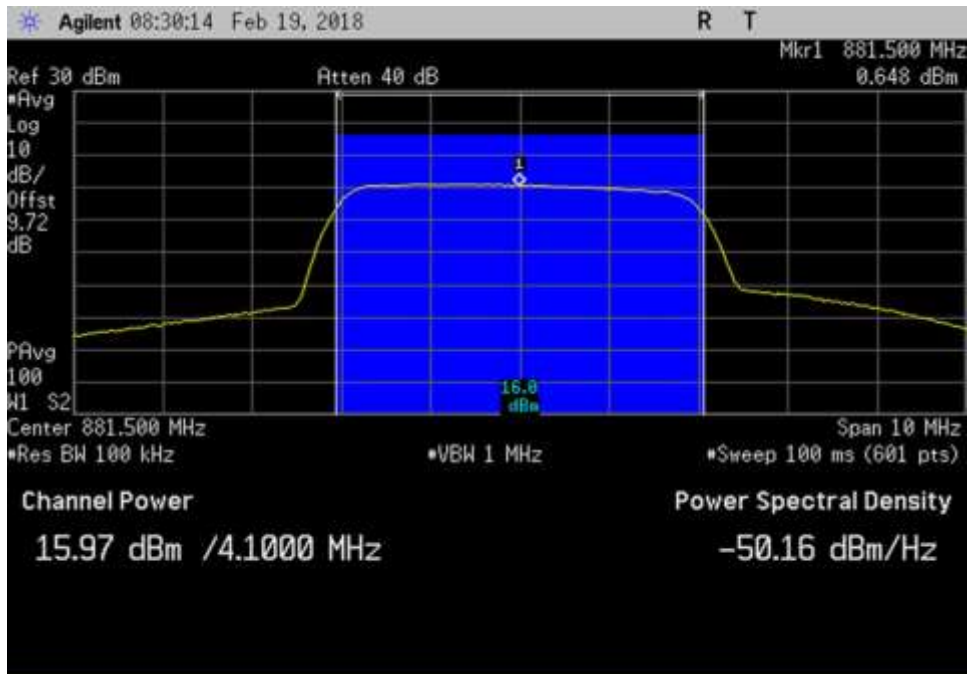 Agilent 08:30:14 Feb 19, 2018 R T
Mkr1 881.500 MHz
Ref 30 dBm Atten 40 dB 0.648 dBm
#Avg
Log
10
dB/
Offst
9.72
dB
1
PAvg
100
W1 S2
16.0
dBm
Center 881.500 MHz Span 10 MHz
#Res BW 100 kHz #VBW 1 MHz #Sweep 100 ms (601 pts)
Channel Power Power Spectral Density
15.97 dBm /4.1000 MHz -50.16 dBm/Hz